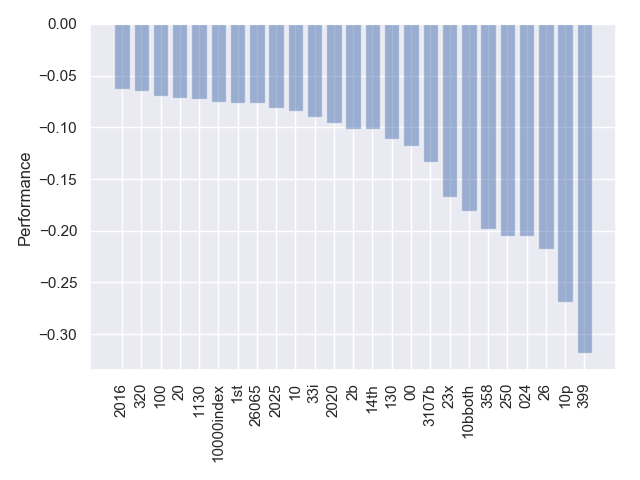 0.00
−0.05
−0.10
−0.15
−0.20
−0.25
−0.30
Performance
2016
320
100
20
1130
10000index
1st
26065
2025
10
33i
2020
2b
14th
130
00
3107b
23x
10bboth
358
250
024
26
10p
399